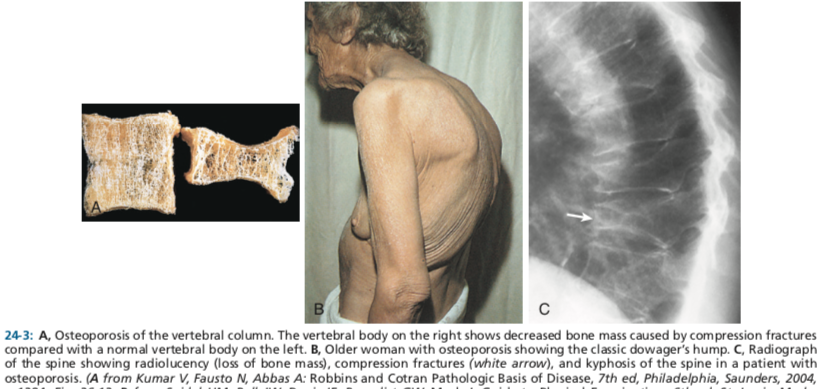 A
B
C
24-3: A, Osteoporosis of the vertebral column. The vertebral body on the right shows decreased bone mass caused by compression fractures
compared with a normal vertebral body on the left. B, Older woman with osteoporosis showing the classic dowager's hump. C, Radiograph
of the spine showing radiolucency (loss of bone mass), compression fractures (white arrow), and kyphosis of the spine in a patient with
osteoporosis. (A from Kumar V, Fausto N, Abbas A: Robbins and Cotran Pathologic Basis of Disease, 7th ed, Philadelphia, Saunders, 2004,